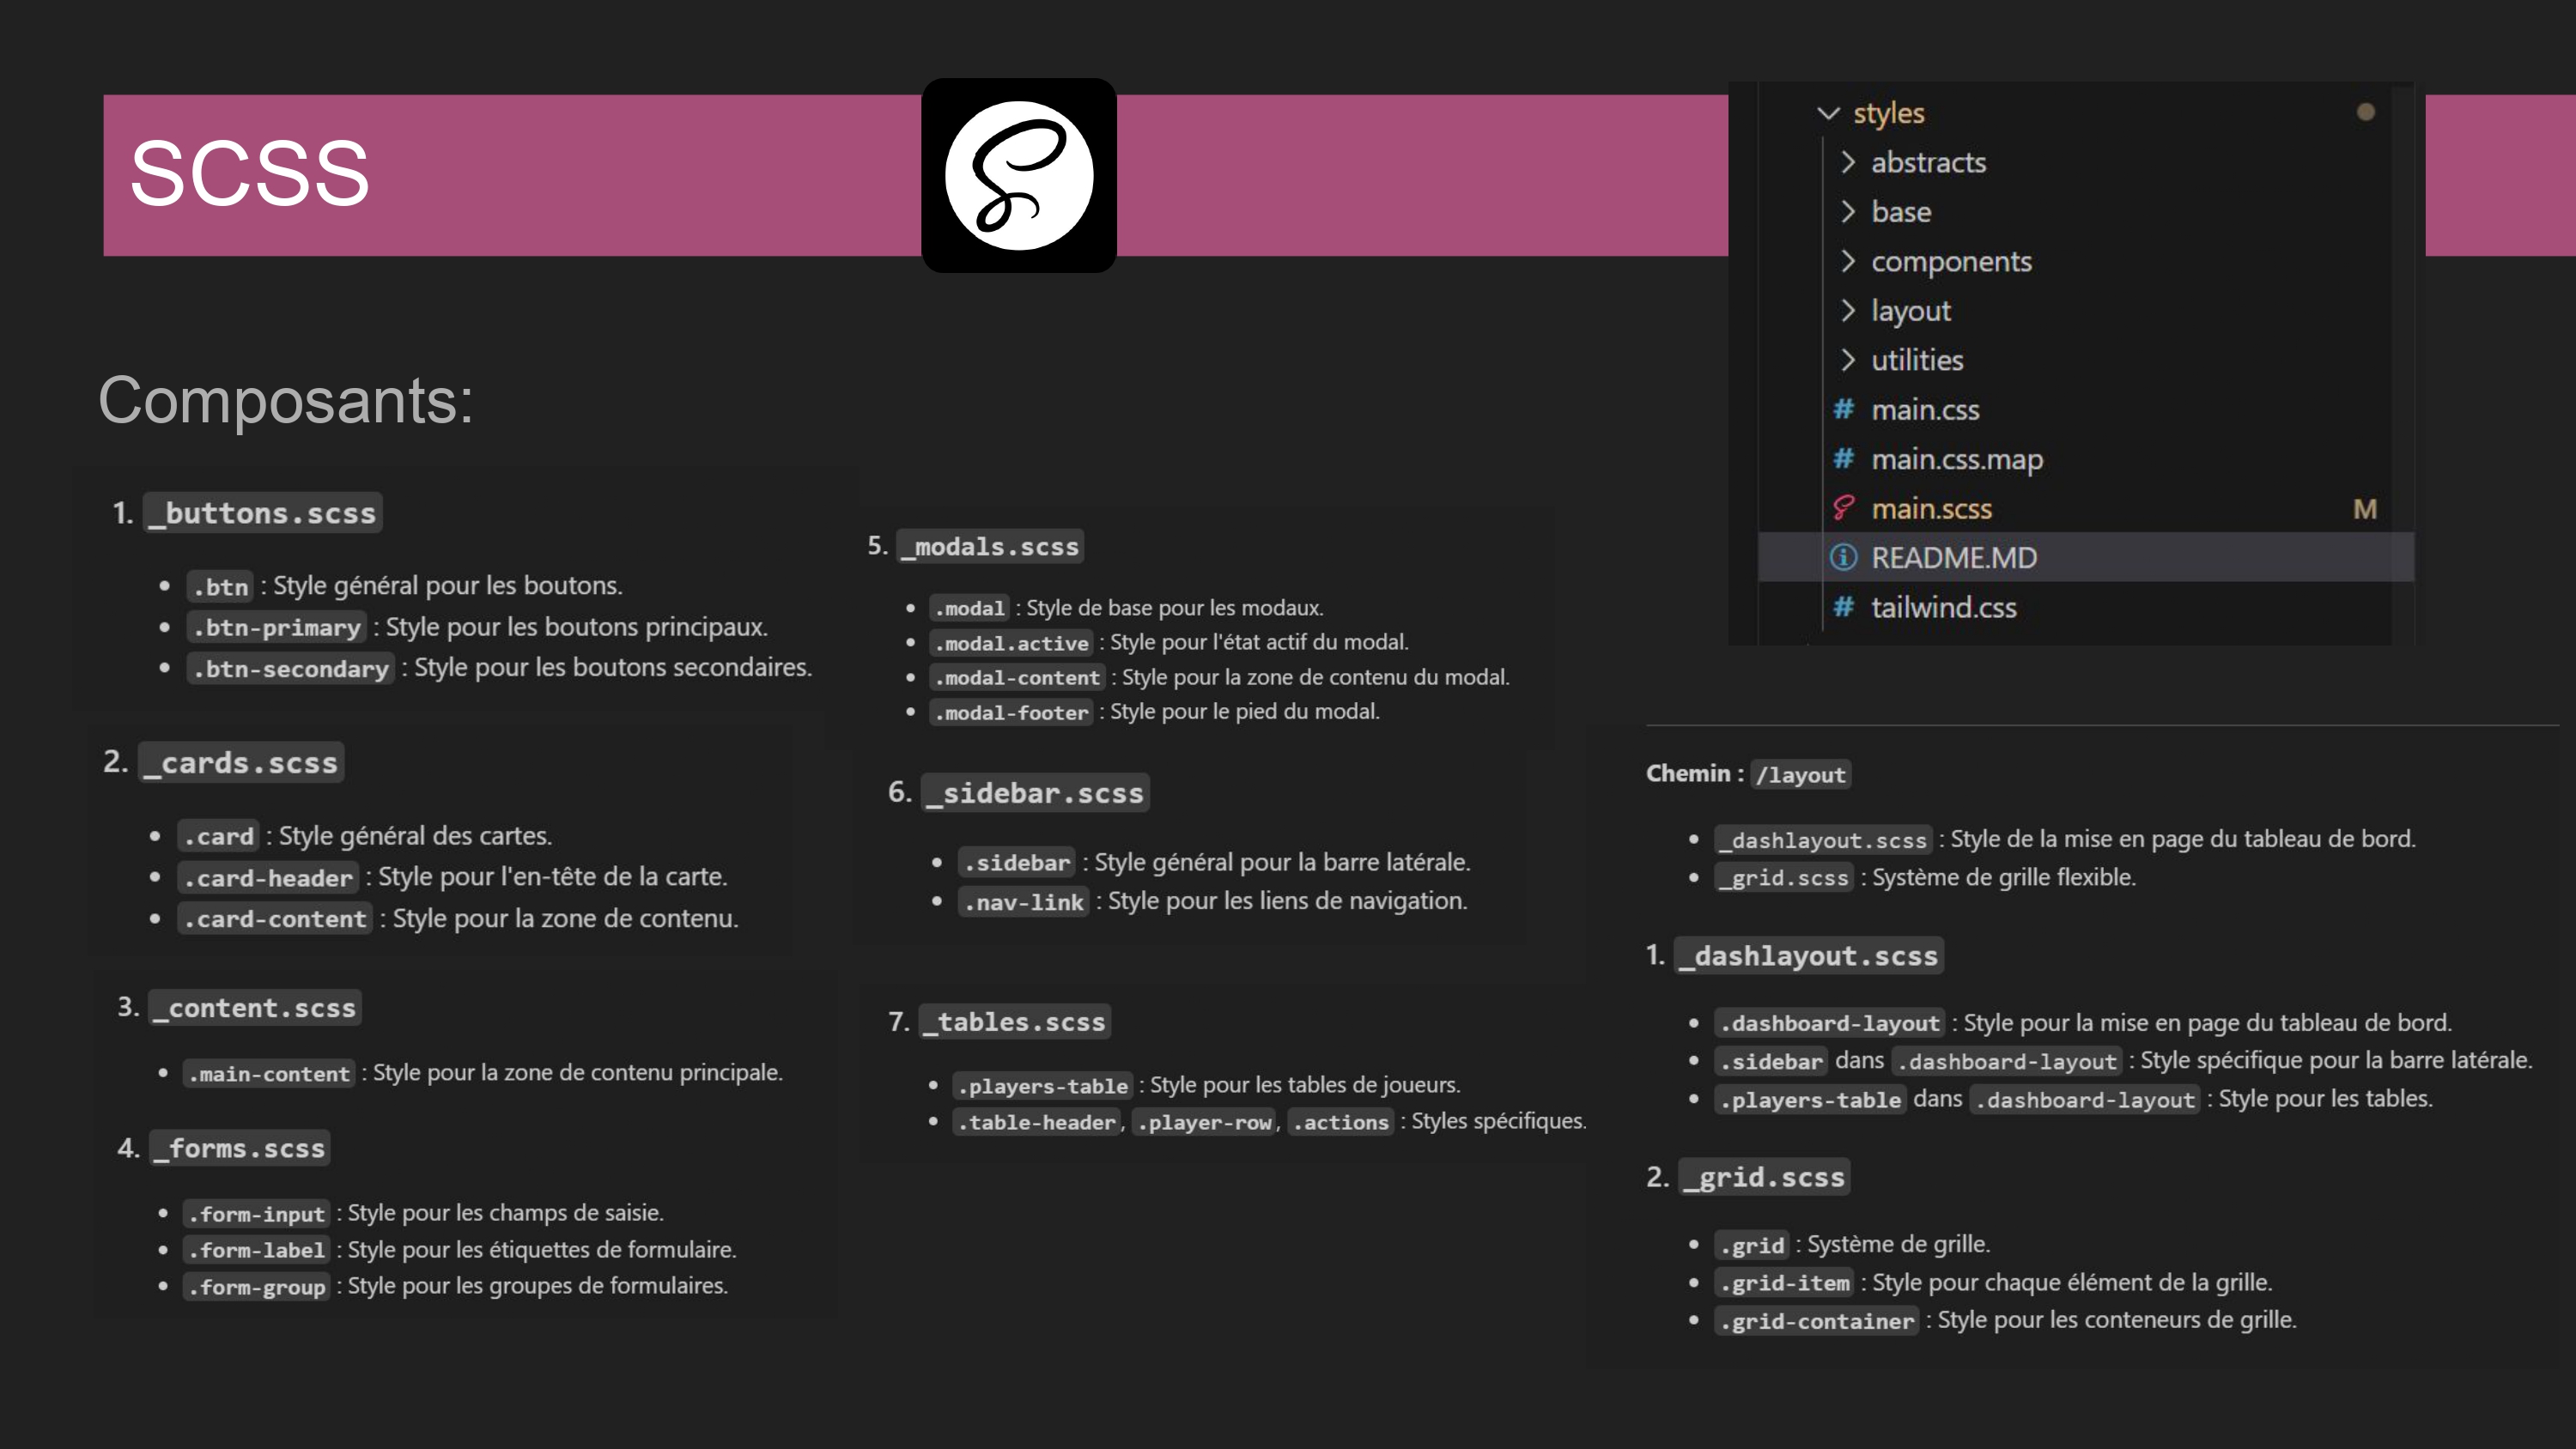 SCSS
styles
abstracts
base
components
layout
utilities
# main.css
# main.css.map
main.scss M
README.MD
# tailwind.css
Composants:
1. _buttons.scss
• .btn : Style général pour les boutons.
• .btn-primary : Style pour les boutons principaux.
• .btn-secondary : Style pour les boutons secondaires.
2. _cards.scss
• .card : Style général des cartes.
• .card-header : Style pour l'en-tête de la carte.
• .card-content : Style pour la zone de contenu.
3. _content.scss
• .main-content : Style pour la zone de contenu principale.
4. _forms.scss
• .form-input : Style pour les champs de saisie.
• .form-label : Style pour les étiquettes de formulaire.
• .form-group : Style pour les groupes de formulaires.
5. _modals.scss
• .modal : Style de base pour les modaux.
• .modal.active : Style pour l'état actif du modal.
• .modal-content : Style pour la zone de contenu du modal.
• .modal-footer : Style pour le pied du modal.
6. _sidebar.scss
• .sidebar : Style général pour la barre latérale.
• .nav-link : Style pour les liens de navigation.
7. _tables.scss
• .players-table : Style pour les tables de joueurs.
• .table-header, .player-row, .actions : Styles spécifiques.
Chemin : /layout
• _dashlayout.scss : Style de la mise en page du tableau de bord.
• _grid.scss : Système de grille flexible.
1. _dashlayout.scss
• .dashboard-layout : Style pour la mise en page du tableau de bord.
• .sidebar dans .dashboard-layout : Style spécifique pour la barre latérale.
• .players-table dans .dashboard-layout : Style pour les tables.
2. _grid.scss
• .grid : Système de grille.
• .grid-item : Style pour chaque élément de la grille.
• .grid-container : Style pour les conteneurs de grille.